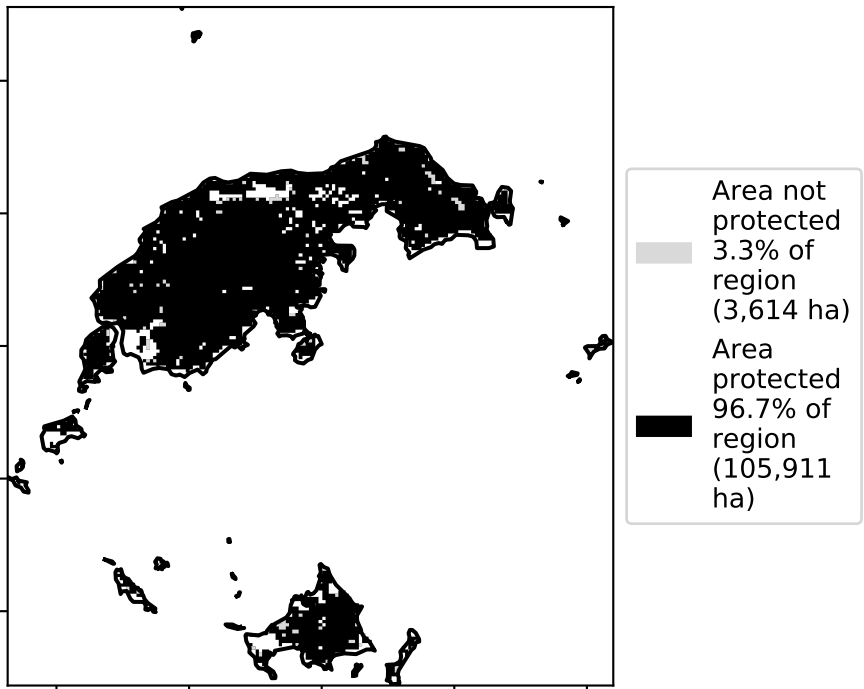 Area not
protected
3.3% of
region
(3,614 ha)
Area
protected
96.7% of
region
(105,911
ha)